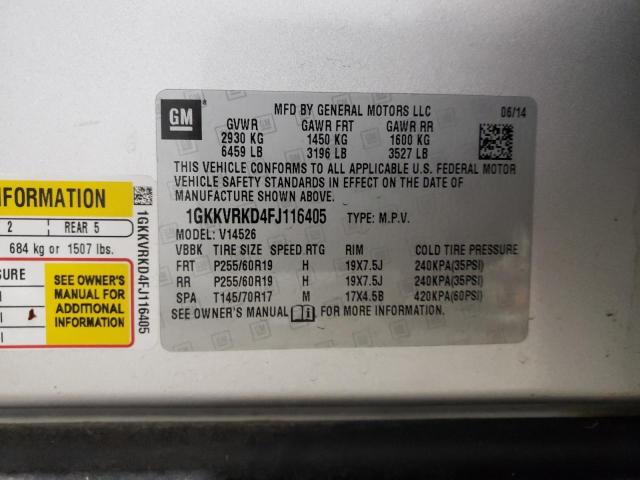 GM
MFD BY GENERAL MOTORS LLC 06/14
GVWR GAWR FRT GAWR RR
2930 KG 1450 KG 1600 KG
6459 LB 3196 LB 3527 LB
THIS VEHICLE CONFORMS TO ALL APPLICABLE U.S. FEDERAL MOTOR
VEHICLE SAFETY STANDARDS IN EFFECT ON THE DATE OF
MANUFACTURE SHOWN ABOVE.
1GKKVRKD4FJ116405 TYPE: M.P.V.
MODEL: V14526
VBBK TIRE SIZE SPEED RTG RIM COLD TIRE PRESSURE
FRT P255/60R19 H 19X7.5J 240KPA(35PSI)
RR P255/60R19 H 19X7.5J 240KPA(35PSI)
SPA T145/70R17 M 17X4.5B 420KPA(60PSI)
SEE OWNER'S MANUAL FOR MORE INFORMATION.
INFORMATION
2 REAR 5
684 kg or 1507 lbs.
SEE OWNER'S
MANUAL FOR
ADDITIONAL
INFORMATION
1GKKVRKD4FJ116405